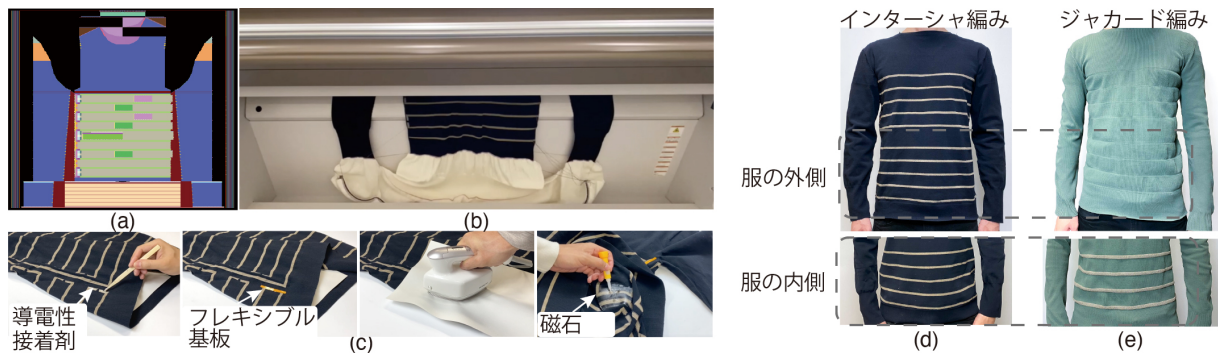 インターシャ編み
ジャカード編み
(a)
(b)
服の外側
導電性
接着剤
フレキシブル
基板
(c)
磁石
服の内側
(d)
(e)